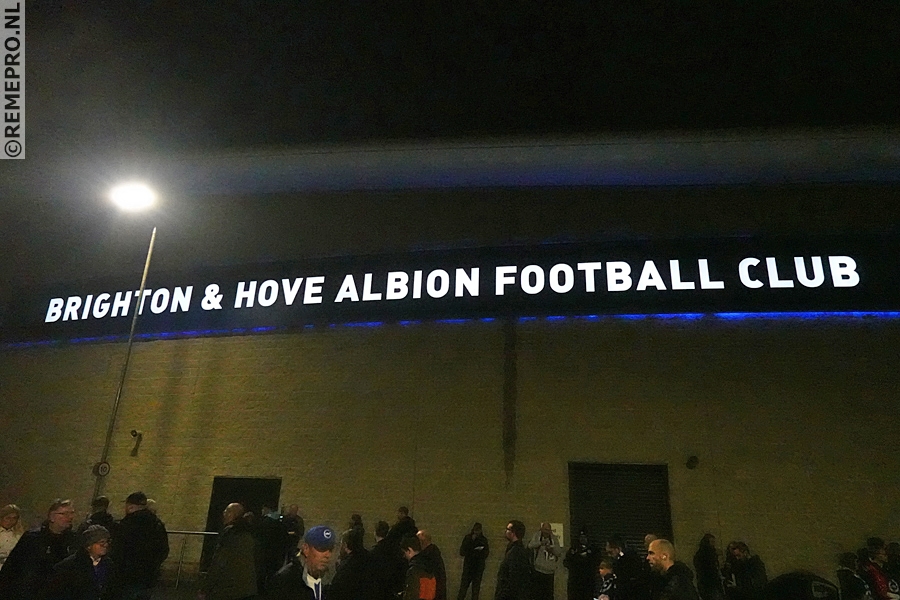 ©REMEPRO.NL
BRIGHTON & HOVE ALBION FOOTBALL CLUB